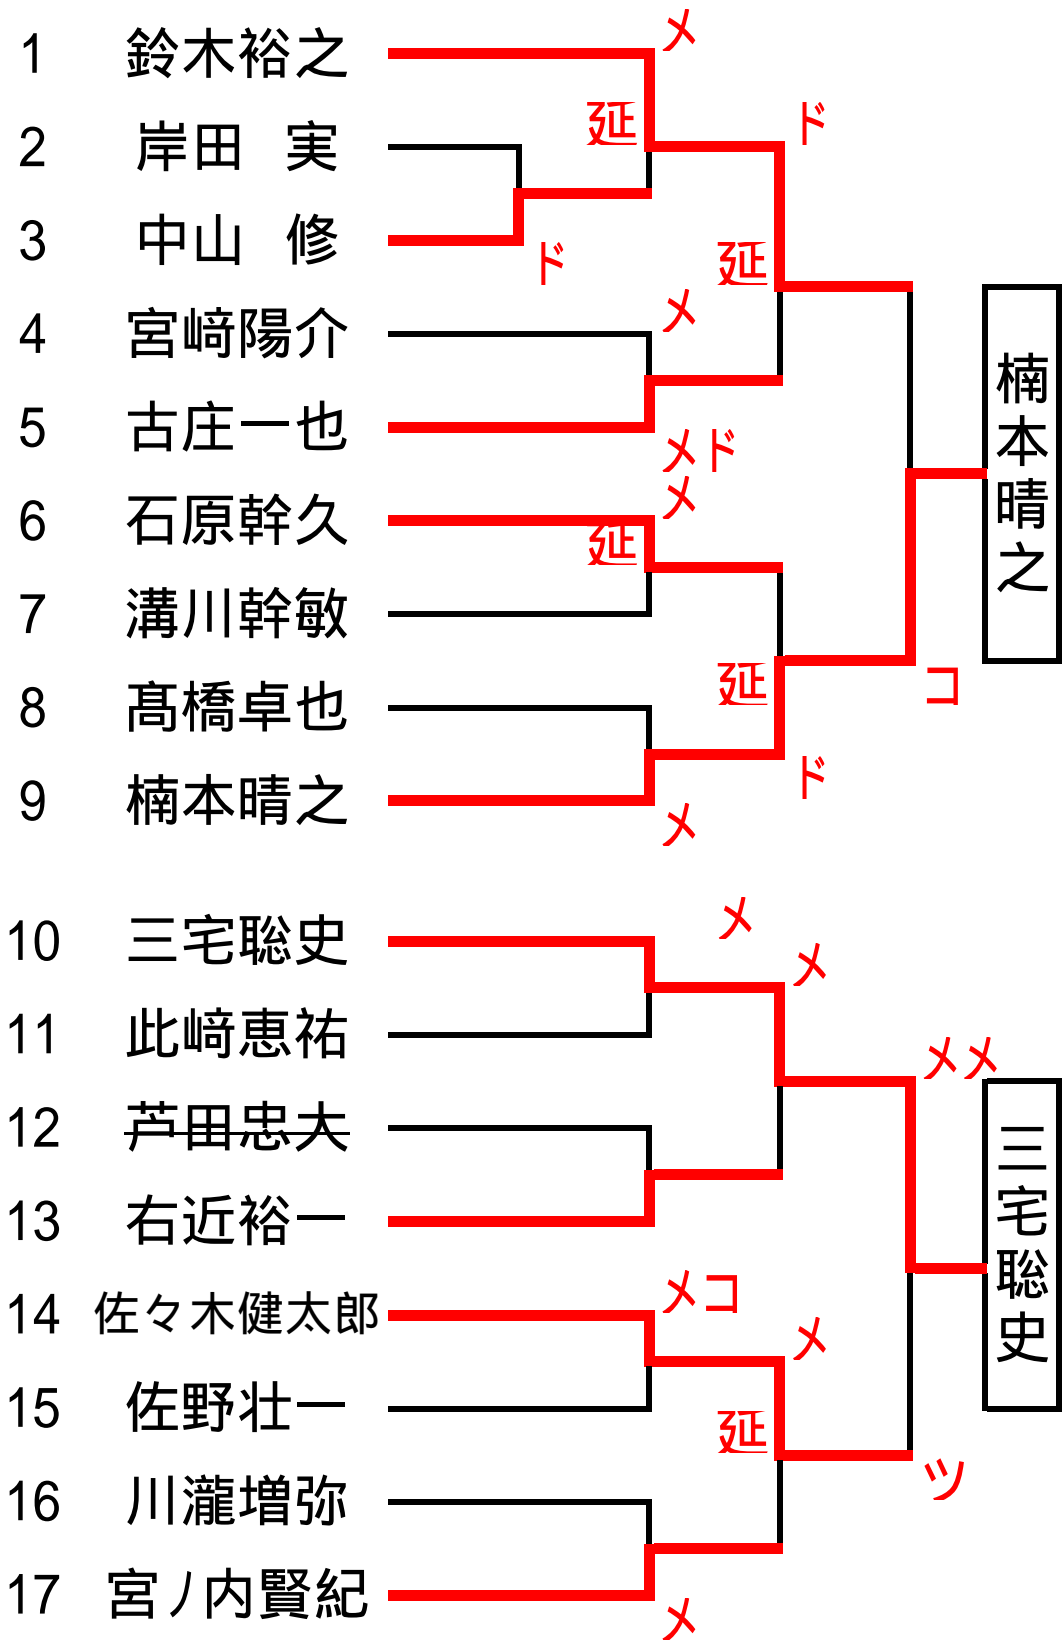 メ
1 鈴木裕之
延 ド
2 岸田 実
3 中山 修
ド 延
メ
4 宮﨑陽介
5 古庄一也
メド
メ
6 石原幹久
延
7 溝川幹敏
延 コ
8 髙橋卓也
ド
9 楠本晴之
メ
楠本晴之
メ
10 三宅聡史
メ
11 此﨑恵祐
メメ
12 芦田忠大
13 右近裕一
三宅聡史
メコ
14 佐々木健太郎
メ
15 佐野壮一
延
ツ
16 川瀧増弥
17 宮ノ内賢紀
メ